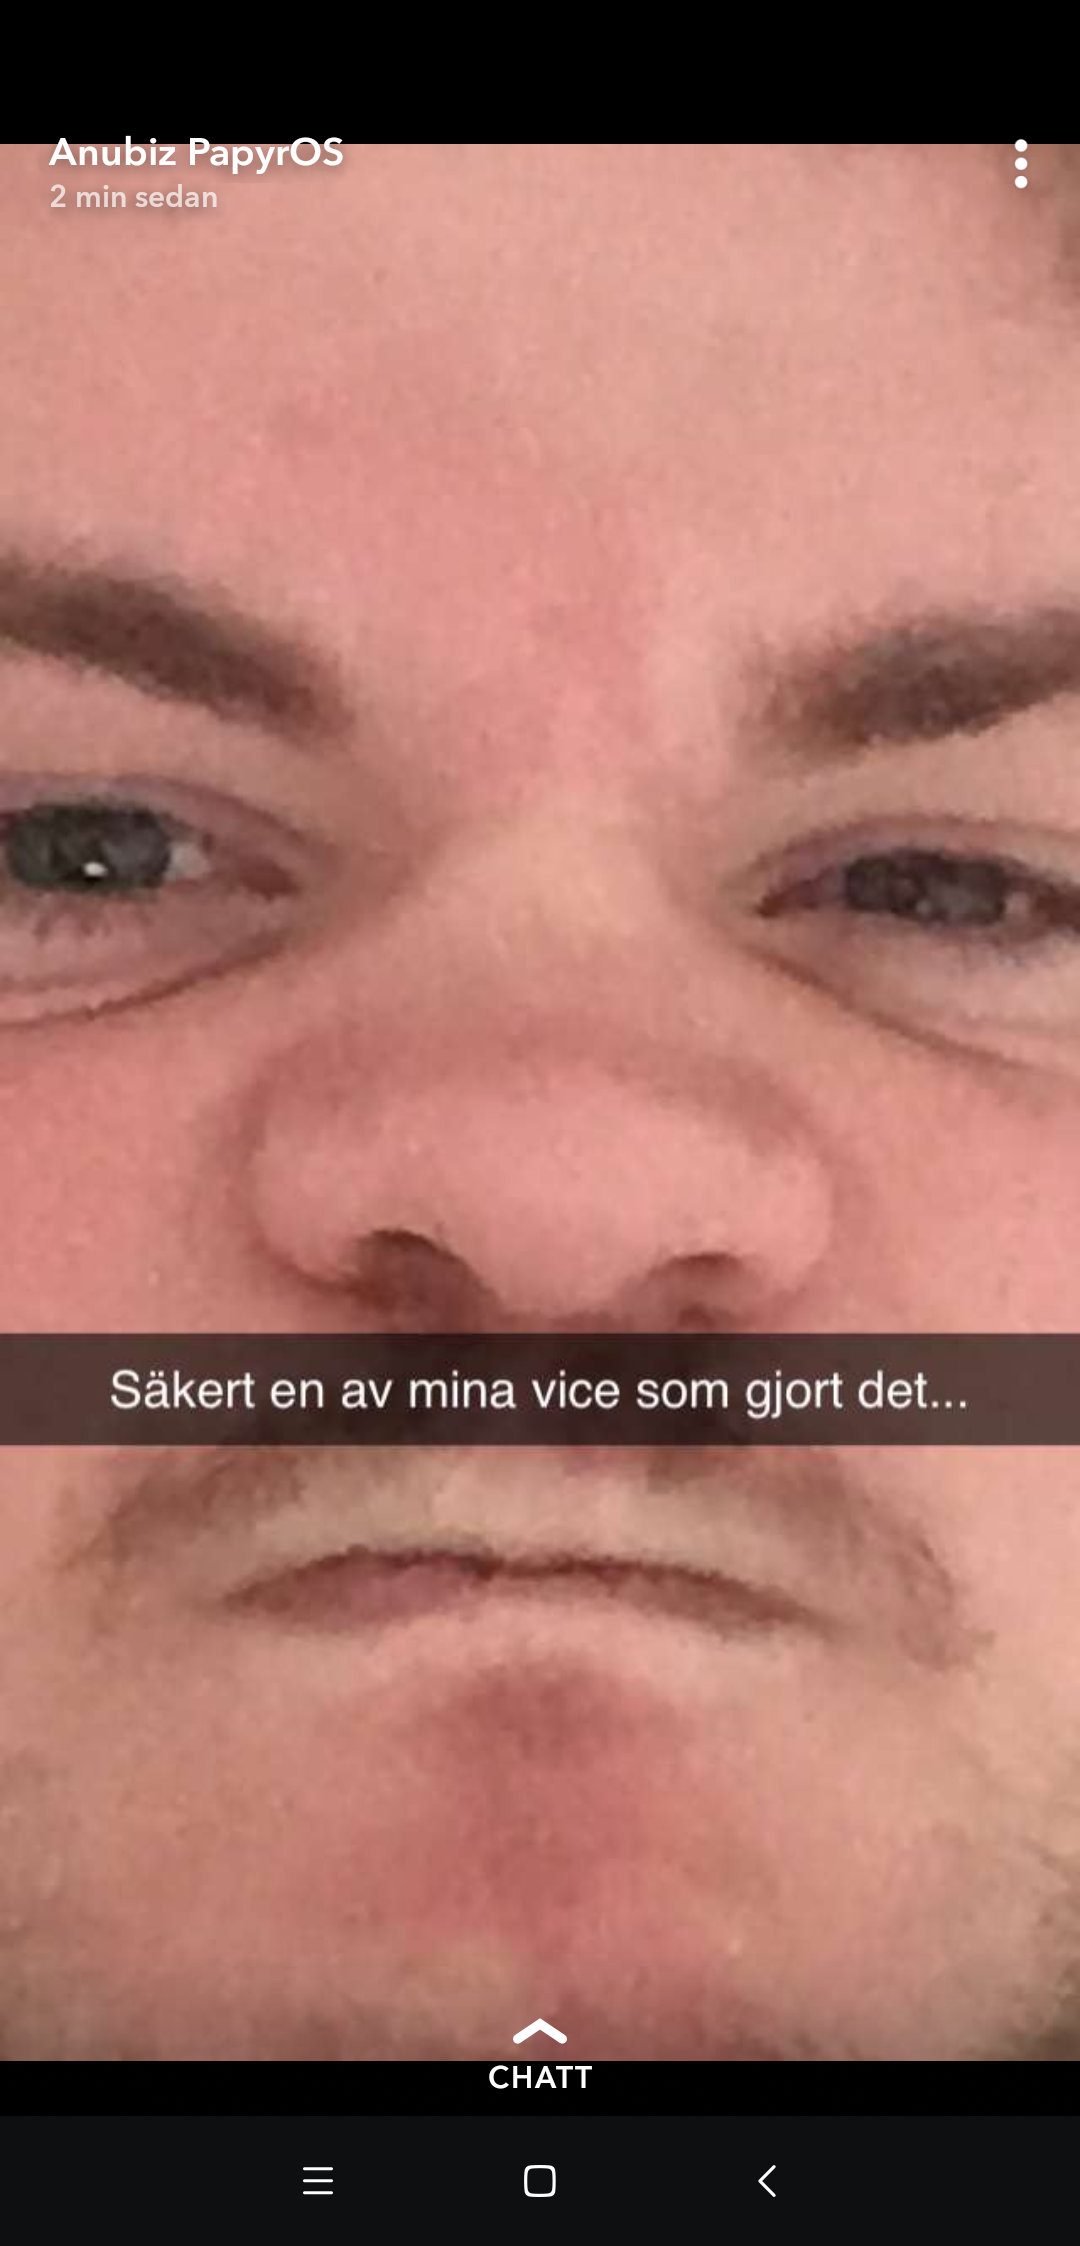 Anubiz PapyrOS
2 min sedan
Säkert en av mina vice som gjort det...
CHATT